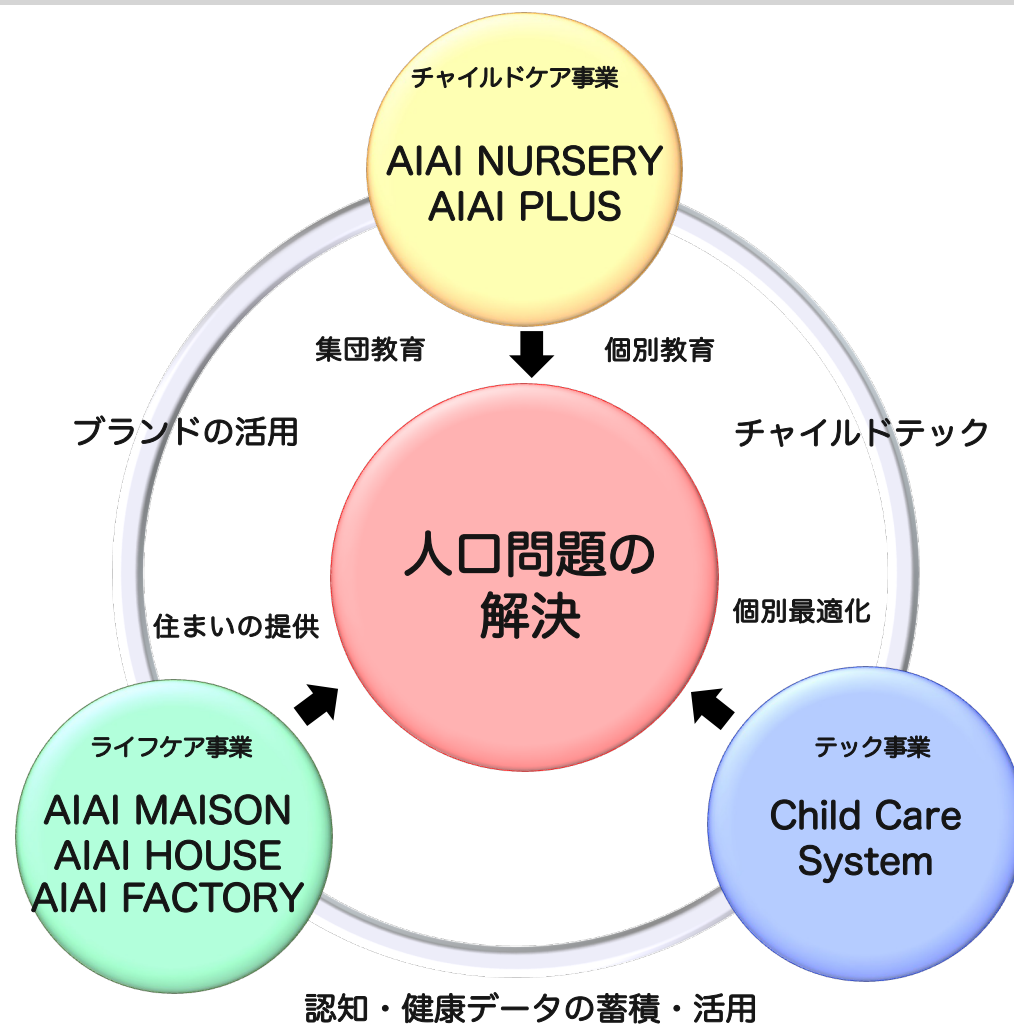 チャイルドケア事業
AIAI NURSERY
AIAI PLUS
集団教育
個別教育
ブランドの活用
チャイルドテック
人口問題の
解決
住まいの提供
個別最適化
ライフケア事業
AIAI MAISON
AIAI HOUSE
AIAI FACTORY
テック事業
Child Care
System
認知・健康データの蓄積・活用